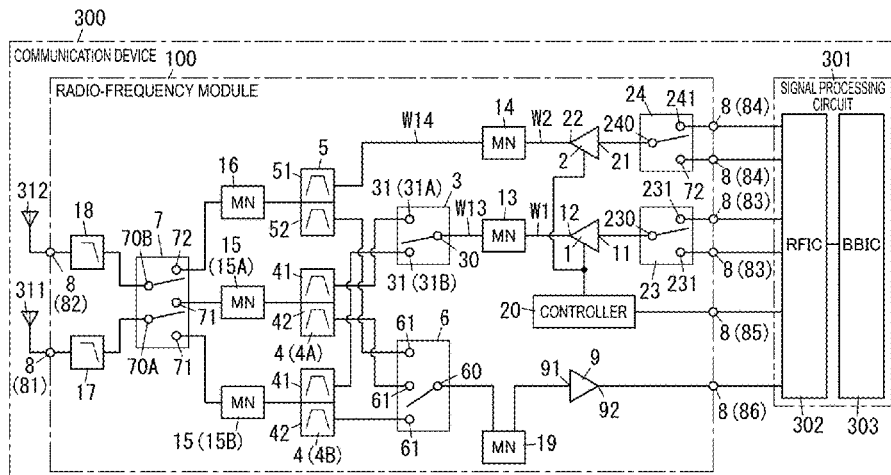 300
COMMUNICATION DEVICE
100
RADIO-FREQUENCY MODULE
301
SIGNAL PROCESSING CIRCUIT
24 241
8 (84)
14 W2 22 240
W14 MN
5
51
2 21
8 (84)
16
72
MN
52
31 (31A) 3 13 12
W13 W1
231
8 (83)
230
MN
30
1 11
312
18 7 72
70B
15 (15A)
41
MN
31 (31B)
23 231
8 (83)
RFIC BBIC
8 (82)
311
71
42
4 (4A)
6
20 CONTROLLER
8 (85)
61
8 (81)
17
70A 71
41
61
60
91 9 92
MN
42
15 (15B)
4 (4B)
61
MN 19
8 (86)
302 303